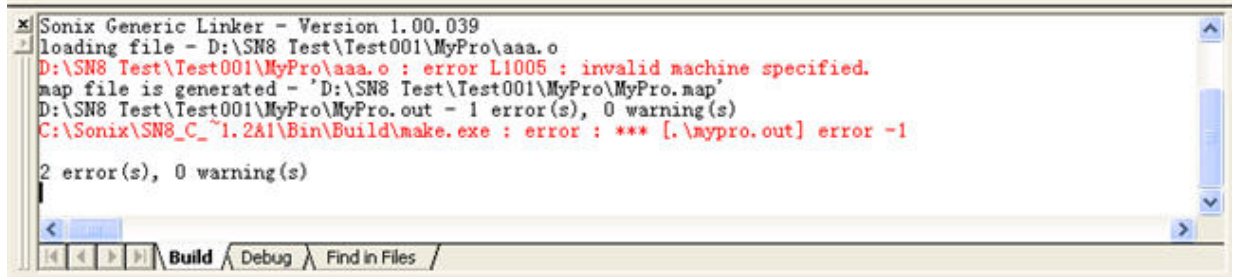 Sonix Generic Linker - Version 1.00.039
loading file - D:\SN8 Test\Test001\MyPro\aaa.o
D:\SN8 Test\Test001\MyPro\aaa.o : error L1005 : invalid machine specified.
map file is generated - 'D:\SN8 Test\Test001\MyPro\MyPro.map'
D:\SN8 Test\Test001\MyPro\MyPro.out - 1 error(s), 0 warning(s)
C:\Sonix\SN8_C_~1.2A1\Bin\Build\make.exe : error : *** [.\mypro.out] error -1
2 error(s), 0 warning(s)
Build Debug Find in Files